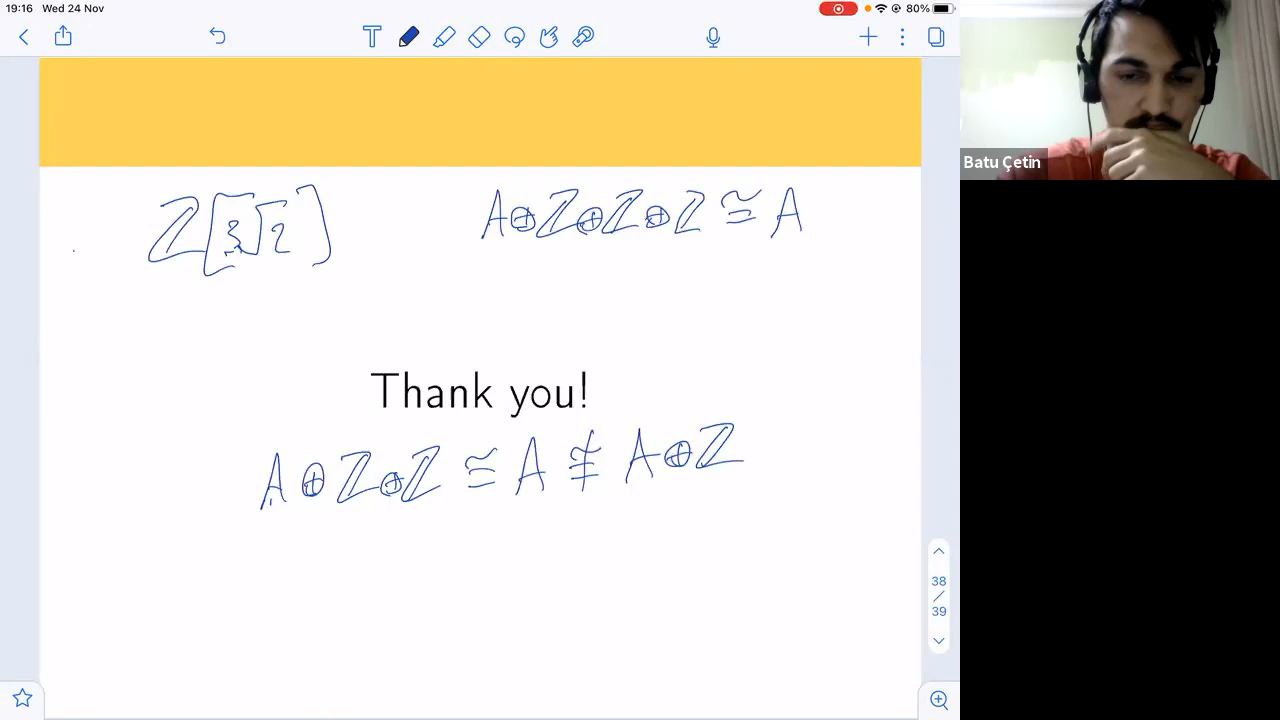 19:16 Wed 24 Nov 80%
T
Batu Çetin
ℤ[∛2] A⊕ℤ⊕ℤ⊕ℤ ≅ A
Thank you!
A⊕ℤ⊕ℤ ≅ A ≇ A⊕ℤ
38
/
39